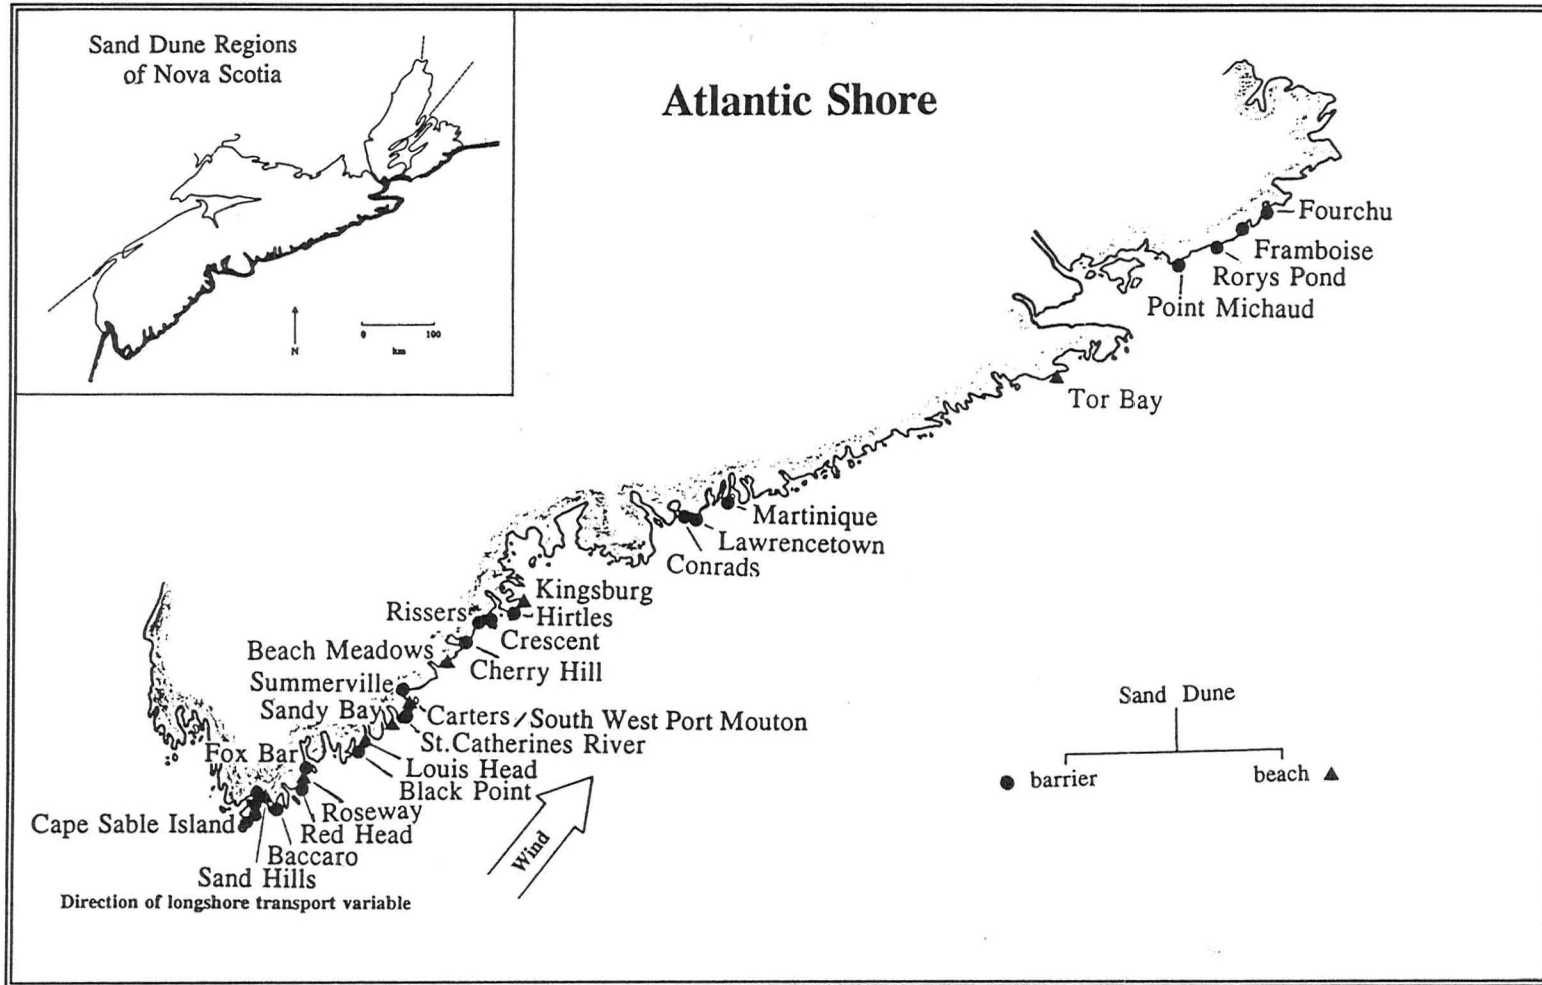 Sand Dune Regions
of Nova Scotia
N
0 100
km
Atlantic Shore
Fourchu
Framboise
Rorys Pond
Point Michaud
Tor Bay
Martinique
Lawrencetown
Conrads
Kingsburg
Rissers
Hirtles
Crescent
Beach Meadows
Cherry Hill
Summerville
Sandy Bay
Carters/South West Port Mouton
St.Catherines River
Fox Bar
Louis Head
Black Point
Roseway
Cape Sable Island
Red Head
Baccaro
Sand Hills
Direction of longshore transport variable
Wind
Sand Dune
barrier
beach